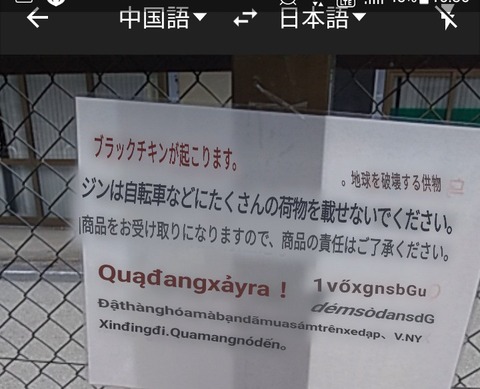 中国語 日本語
ブラックチキンが起こります。
。地球を破壊する供物
ジンは自転車などにたくさんの荷物を載せないでください。
商品をお受け取りになりますので、商品の責任はご了承ください。
Quạđangxảyra！ 1vốxgnsbGu
démsòdansdG
Đậthànghóamàbạndãmuasámtrênxedạp、V.NY
Xinđingđi.Quamangnódến。